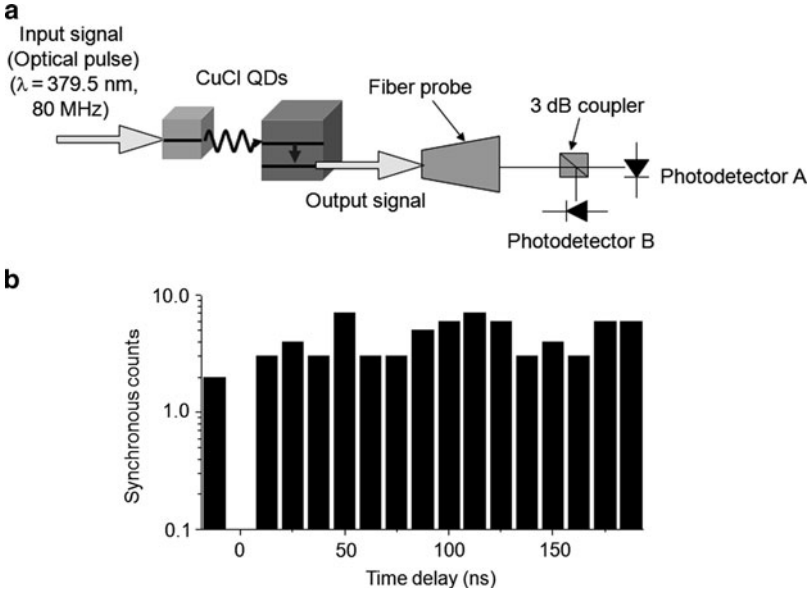 a
Input signal
(Optical pulse)
(λ = 379.5 nm,
80 MHz)
CuCl QDs
Fiber probe
3 dB coupler
Output signal
Photodetector A
Photodetector B
b
Synchronous counts
10.0
1.0
0.1
0 50 100 150
Time delay (ns)